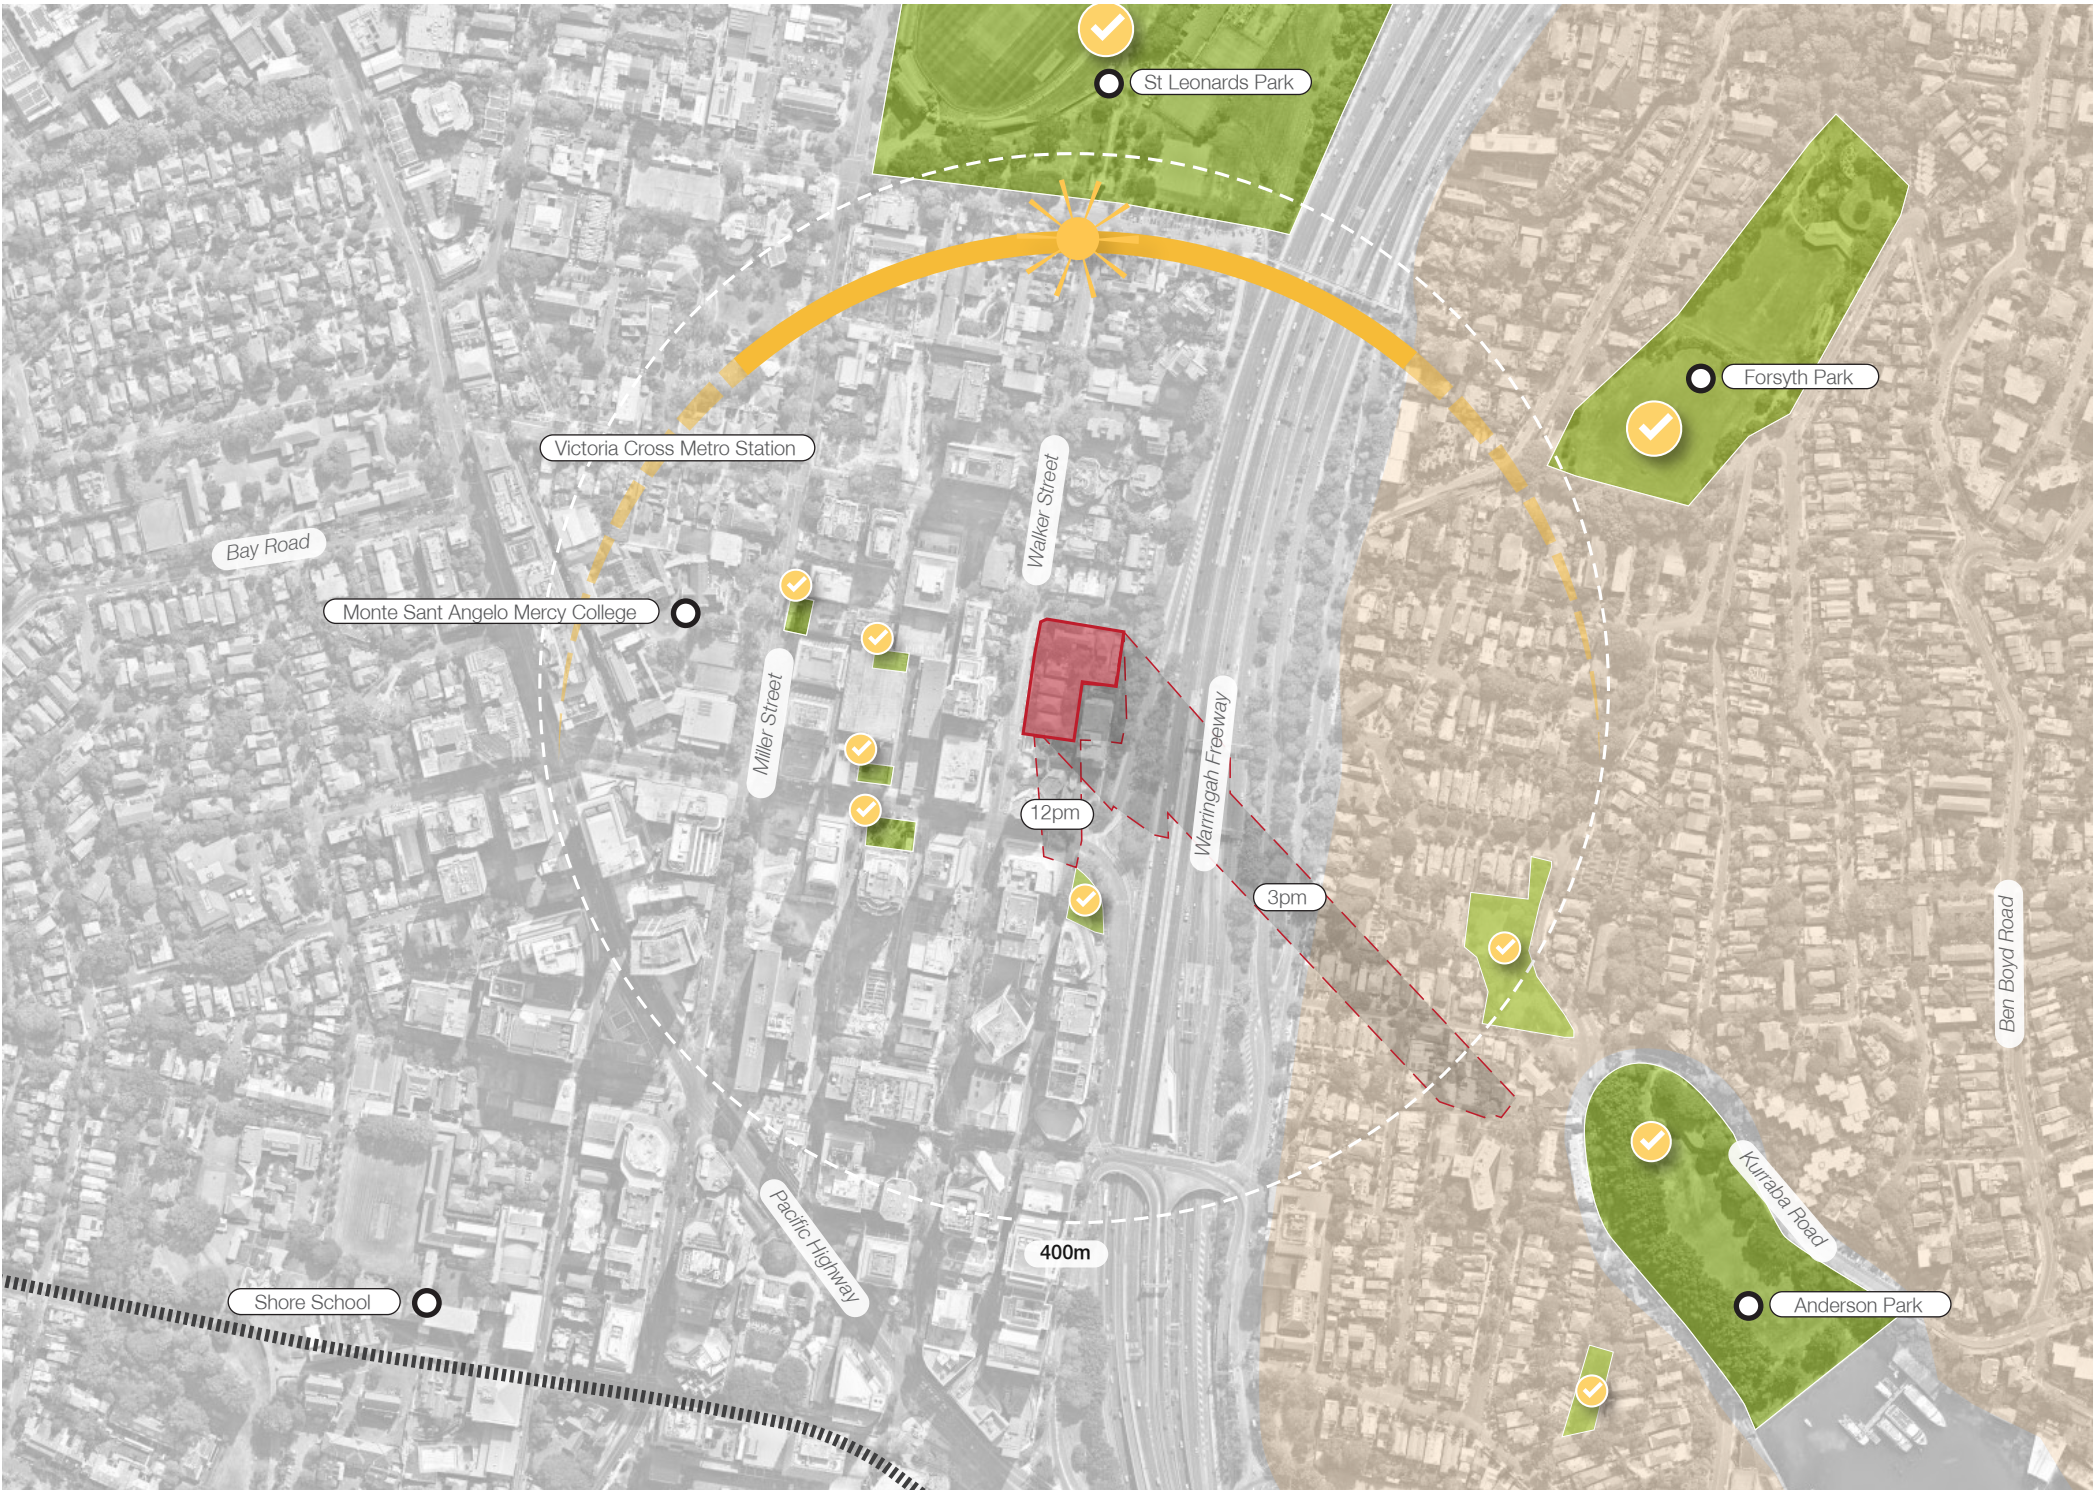 St Leonards Park
Forsyth Park
Victoria Cross Metro Station
Walker Street
Bay Road
Monte Sant Angelo Mercy College
Miller Street
Warringah Freeway
12pm
3pm
Ben Boyd Road
Kurraba Road
Pacific Highway
400m
Shore School
Anderson Park